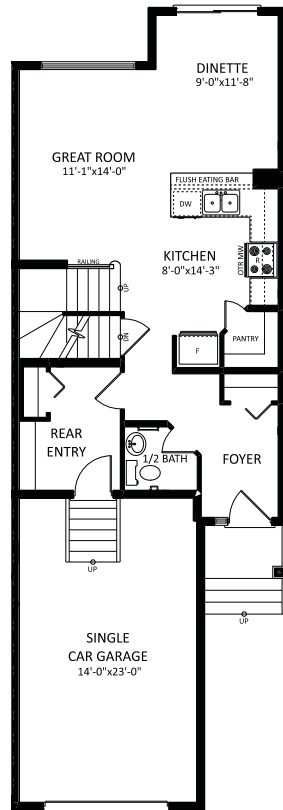 DINETTE
9'-0"x11'-8"
GREAT ROOM
11'-1"x14'-0"
FLUSH EATING BAR
DW
KITCHEN
8'-0"x14'-3"
OTR MW
R
RAILING
UP
DN
PANTRY
F
REAR
ENTRY
1/2 BATH
FOYER
UP
UP
SINGLE
CAR GARAGE
14'-0"x23'-0"